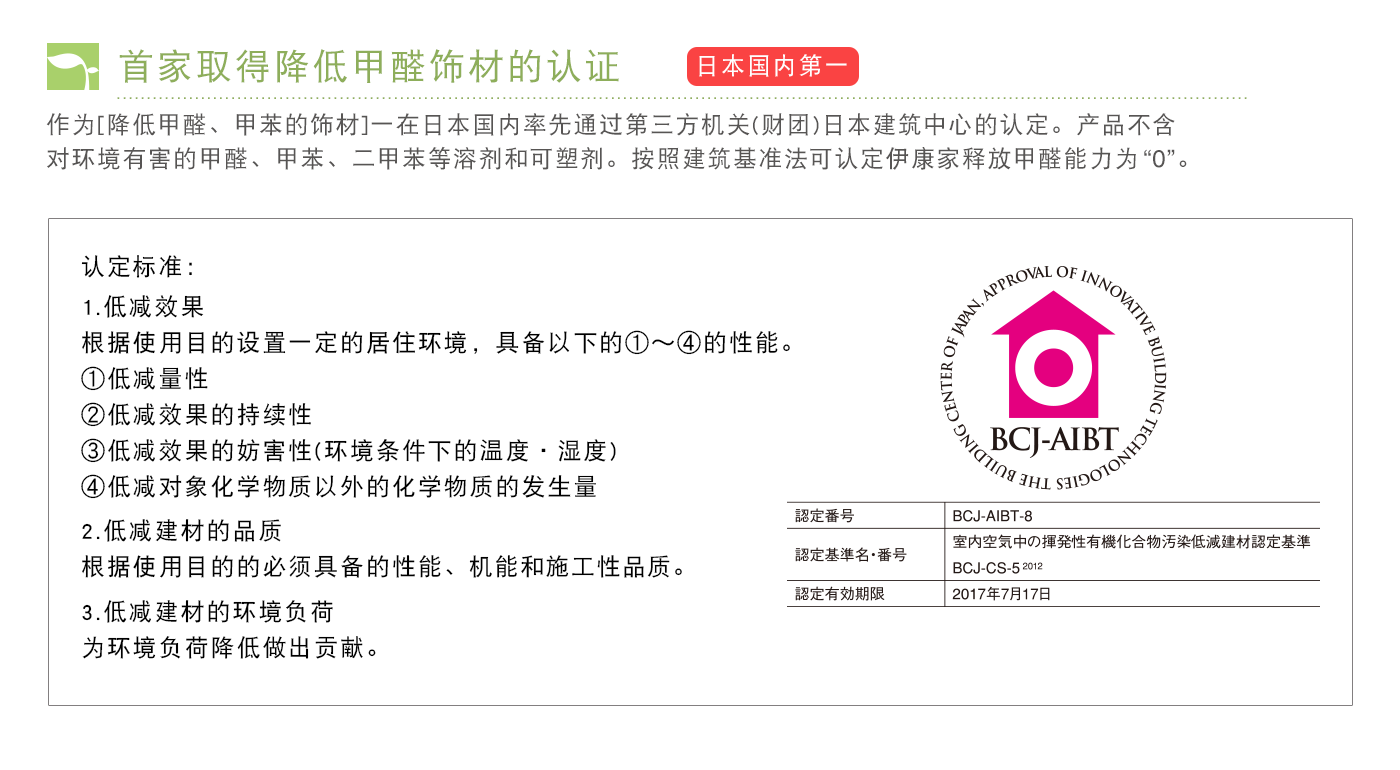 首家取得降低甲醛饰材的认证
日本国内第一
作为[降低甲醛、甲苯的饰材]一在日本国内率先通过第三方机关(财团)日本建筑中心的认定。产品不含
对环境有害的甲醛、甲苯、二甲苯等溶剂和可塑剂。按照建筑基准法可认定伊康家释放甲醛能力为“0”。
认定标准：
1.低减效果
根据使用目的设置一定的居住环境，具备以下的①～④的性能。
①低减量性
②低减效果的持续性
③低减效果的妨害性(环境条件下的温度・湿度)
④低减对象化学物质以外的化学物质的发生量
2.低减建材的品质
根据使用目的的必须具备的性能、机能和施工性品质。
3.低减建材的环境负荷
为环境负荷降低做出贡献。
THE BUILDING CENTER OF JAPAN, APPROVAL OF INNOVATIVE BUILDING TECHNOLOGIES
BCJ-AIBT
認定番号 BCJ-AIBT-8
認定基準名・番号 室内空気中の揮発性有機化合物汚染低減建材認定基準
BCJ-CS-5 2012
認定有効期限 2017年7月17日